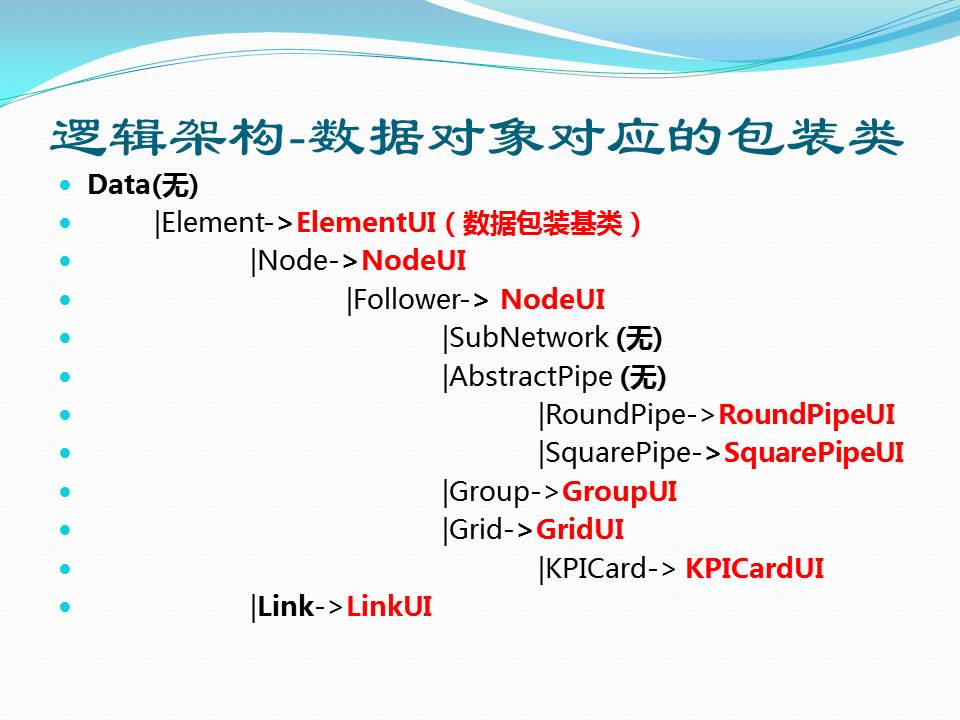 逻辑架构-数据对象对应的包装类
Data(无)
|Element->ElementUI（数据包装基类）
|Node->NodeUI
|Follower-> NodeUI
|SubNetwork (无)
|AbstractPipe (无)
|RoundPipe->RoundPipeUI
|SquarePipe->SquarePipeUI
|Group->GroupUI
|Grid->GridUI
|KPICard-> KPICardUI
|Link->LinkUI